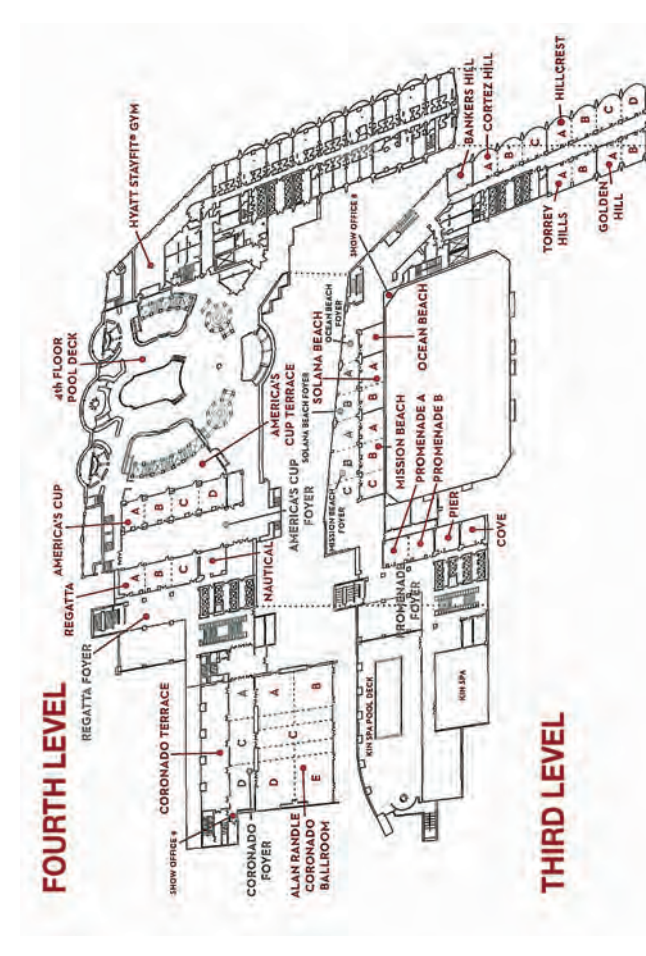 FOURTH LEVEL
REGATTA FOYER
REGATTA
AMERICA'S CUP
4th FLOOR
POOL DECK
HYATT STAYFIT® GYM
A
B
C
A
B
C
D
NAUTICAL
AMERICA'S
CUP TERRACE
AMERICA'S CUP
FOYER
CORONADO TERRACE
SHOW OFFICE 9
CORONADO
FOYER
D
C
A
D
C
A
E
B
ALAN RANDLE
CORONADO
BALLROOM
THIRD LEVEL
KIN SPA POOL DECK
KIN SPA
PROMENADE
FOYER
MISSION BEACH
FOYER
SOLANA BEACH FOYER
OCEAN BEACH
FOYER
SHOW OFFICE 8
C
B
A
B
A
MISSION BEACH
SOLANA BEACH
OCEAN BEACH
PROMENADE A
PROMENADE B
PIER
COVE
BANKERS HILL
CORTEZ HILL
A
B
C
HILLCREST
A
B
C
D
TORREY
HILLS
A
B
GOLDEN
HILL
A
B